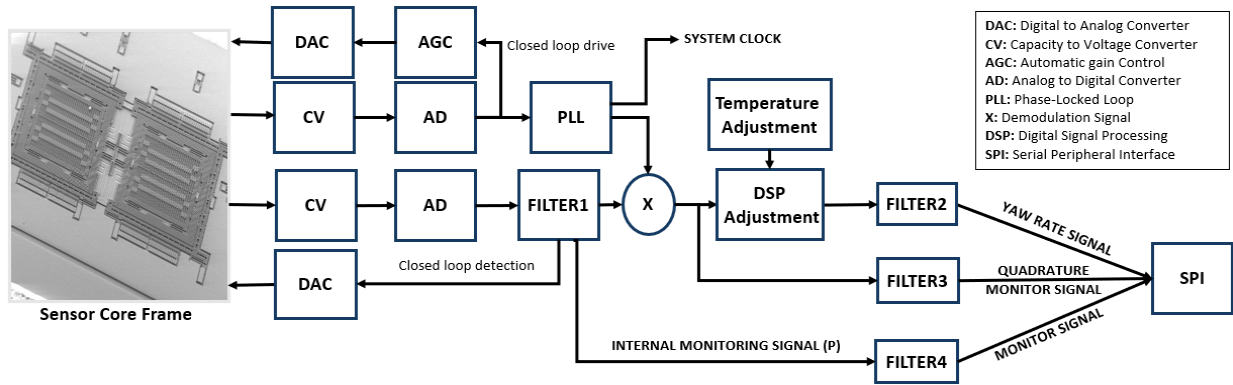 DAC
AGC
Closed loop drive
SYSTEM CLOCK
CV
AD
PLL
Temperature
Adjustment
DAC: Digital to Analog Converter
CV: Capacity to Voltage Converter
AGC: Automatic gain Control
AD: Analog to Digital Converter
PLL: Phase-Locked Loop
X: Demodulation Signal
DSP: Digital Signal Processing
SPI: Serial Peripheral Interface
CV
AD
FILTER1
X
DSP
Adjustment
FILTER2
YAW RATE SIGNAL
DAC
Closed loop detection
FILTER3
QUADRATURE
MONITOR SIGNAL
SPI
Sensor Core Frame
INTERNAL MONITORING SIGNAL (P)
FILTER4
MONITOR SIGNAL